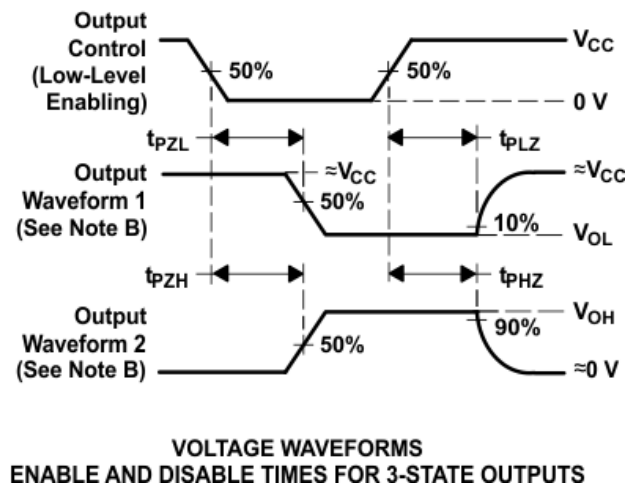 Output
Control
(Low-Level
Enabling)
50%
50%
VCC
0 V
tPZL
tPLZ
Output
Waveform 1
(See Note B)
≈VCC
50%
≈VCC
10%
VOL
tPZH
tPHZ
Output
Waveform 2
(See Note B)
50%
VOH
90%
≈0 V
VOLTAGE WAVEFORMS
ENABLE AND DISABLE TIMES FOR 3-STATE OUTPUTS